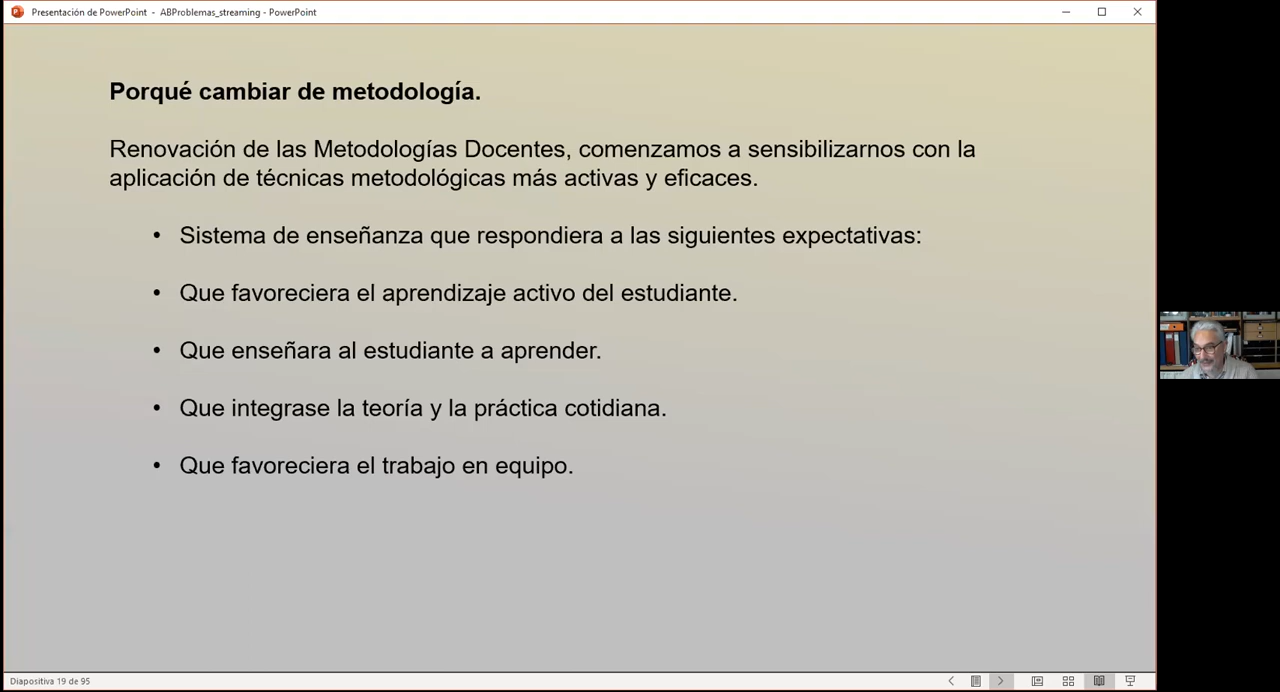 Presentación de PowerPoint - ABProblemas_streaming - PowerPoint
Porqué cambiar de metodología.
Renovación de las Metodologías Docentes, comenzamos a sensibilizarnos con la
aplicación de técnicas metodológicas más activas y eficaces.
• Sistema de enseñanza que respondiera a las siguientes expectativas:
• Que favoreciera el aprendizaje activo del estudiante.
• Que enseñara al estudiante a aprender.
• Que integrase la teoría y la práctica cotidiana.
• Que favoreciera el trabajo en equipo.
Diapositiva 19 de 95